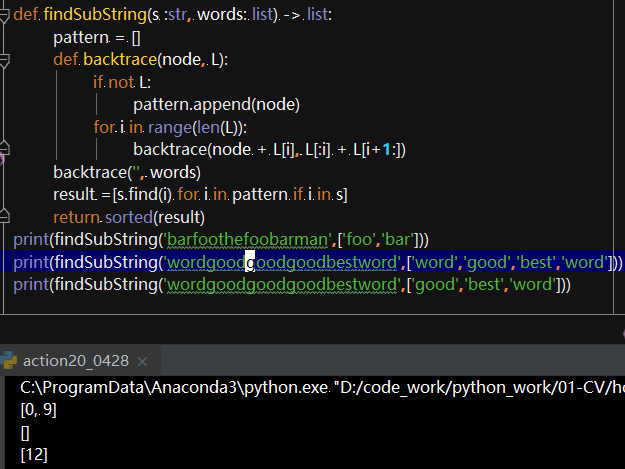 def findSubString(s :str, words: list) -> list:
pattern = []
def backtrace(node, L):
if not L:
pattern.append(node)
for i in range(len(L)):
backtrace(node + L[i], L[:i] + L[i+1:])
backtrace('', words)
result =[s.find(i) for i in pattern if i in s]
return sorted(result)
print(findSubString('barfoothefoobarman',['foo','bar']))
print(findSubString('wordgoodgoodgoodbestword',['word','good','best','word']))
print(findSubString('wordgoodgoodgoodbestword',['good','best','word']))
action20_0428
C:\ProgramData\Anaconda3\python.exe "D:/code_work/python_work/01-CV/ho
[0, 9]
[]
[12]